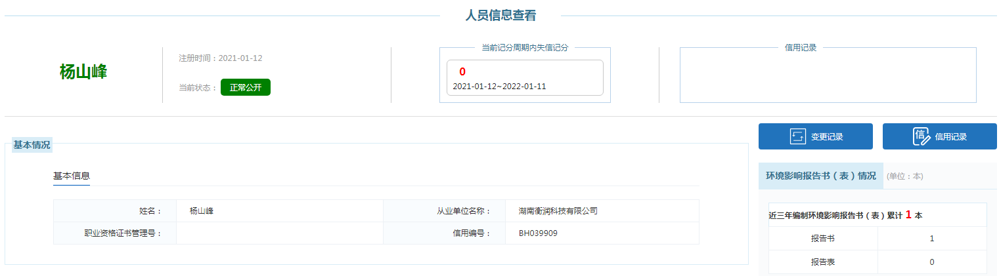 人员信息查看
杨山峰
注册时间：2021-01-12
当前状态： 正常公开
当前记分周期内失信记分
0
2021-01-12~2022-01-11
信用记录
变更记录
信用记录
基本情况
基本信息
姓名： 杨山峰 从业单位名称： 湖南衡润科技有限公司
职业资格证书管理号： 信用编号： BH039909
环境影响报告书（表）情况 (单位：本)
近三年编制环境影响报告书（表）累计 1 本
报告书 1
报告表 0